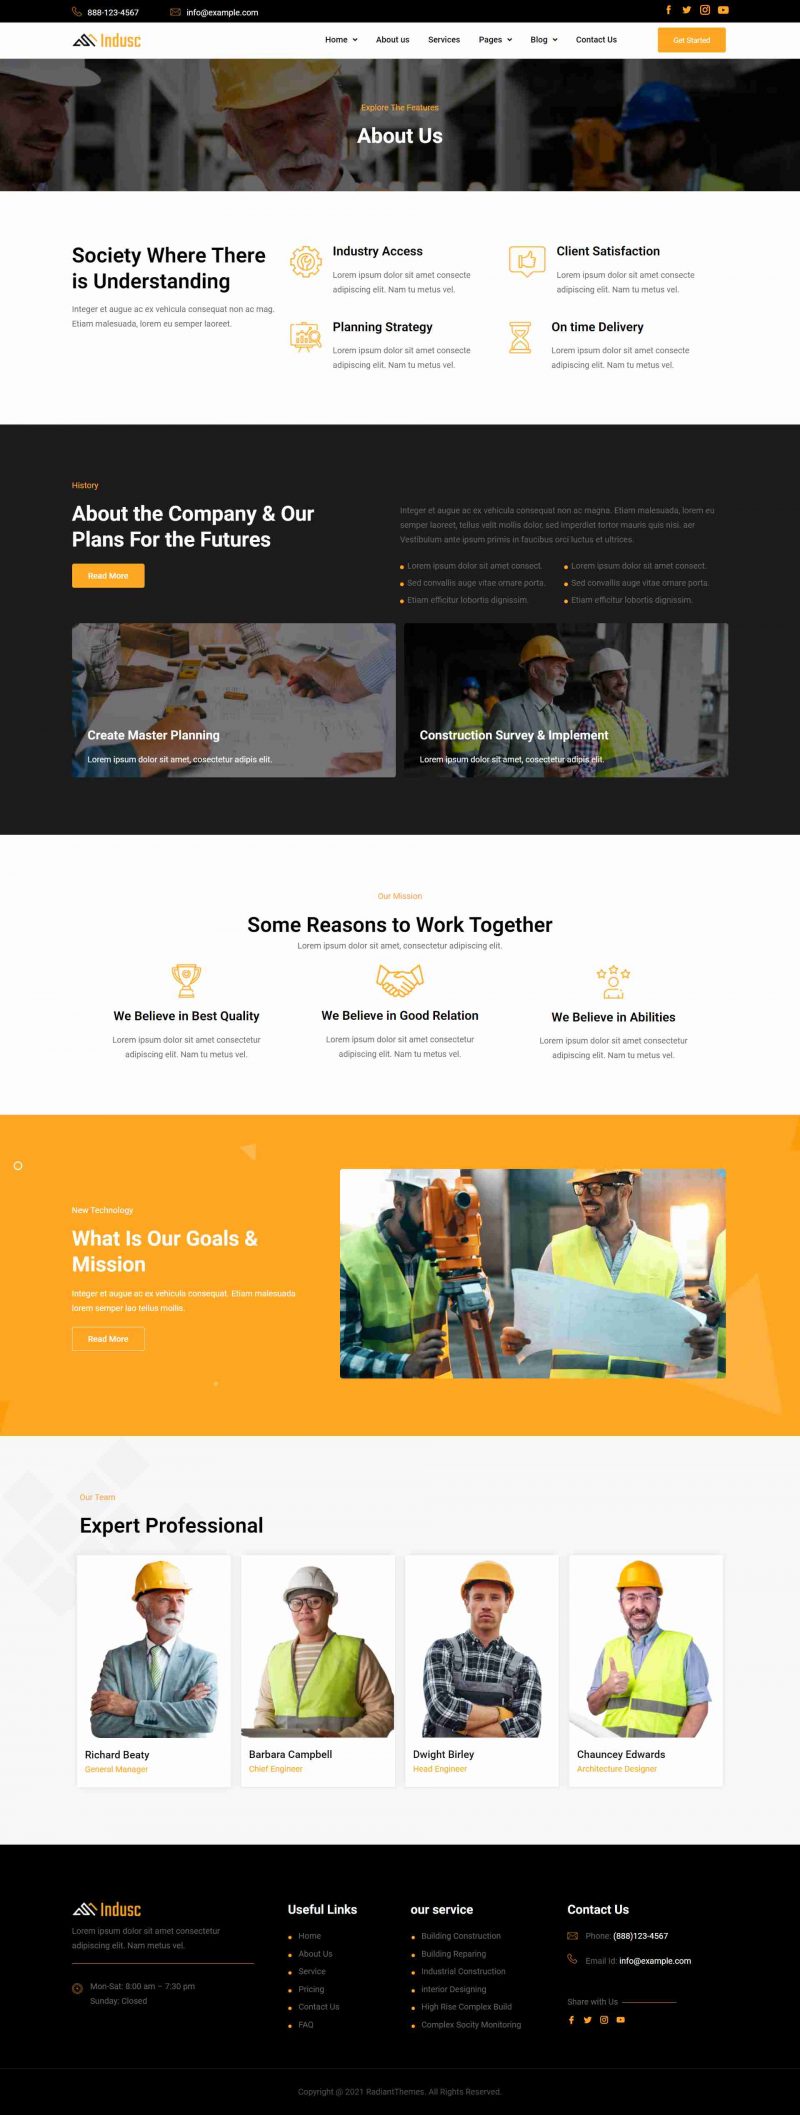 888-123-4567
info@example.com
Indusc
Home
About us
Services
Pages
Blog
Contact Us
Get Started
Explore The Features
About Us
Society Where There
is Understanding
Integer et augue ac ex vehicula consequat non ac mag.
Etiam malesuada, lorem eu semper laoreet.
Industry Access
Lorem ipsum dolor sit amet consecte
adipiscing elit. Nam tu metus vel.
Client Satisfaction
Lorem ipsum dolor sit amet consecte
adipiscing elit. Nam tu metus vel.
Planning Strategy
Lorem ipsum dolor sit amet consecte
adipiscing elit. Nam tu metus vel.
On time Delivery
Lorem ipsum dolor sit amet consecte
adipiscing elit. Nam tu metus vel.
History
About the Company & Our
Plans For the Futures
Read More
Integer et augue ac ex vehicula consequat non ac magna. Etiam malesuada, lorem eu
semper laoreet, tellus velit mollis dolor, sed imperdiet tortor mauris quis nisi. aer
Vestibulum ante ipsum primis in faucibus orci luctus et ultrices.
Lorem ipsum dolor sit amet consect.
Sed convallis auge vitae ornare porta.
Etiam efficitur lobortis dignissim.
Lorem ipsum dolor sit amet consect.
Sed convallis auge vitae ornare porta.
Etiam efficitur lobortis dignissim.
Create Master Planning
Lorem ipsum dolor sit amet, cosectetur adipis elit.
Construction Survey & Implement
Lorem ipsum dolor sit amet, cosectetur adipis elit.
Our Mission
Some Reasons to Work Together
Lorem ipsum dolor sit amet, consectetur adipiscing elit.
We Believe in Best Quality
Lorem ipsum dolor sit amet, consectetur
adipiscing elit. Nam tu metus vel.
We Believe in Good Relation
Lorem ipsum dolor sit amet, consectetur
adipiscing elit. Nam tu metus vel.
We Believe in Abilities
Lorem ipsum dolor sit amet, consectetur
adipiscing elit. Nam tu metus vel.
New Technology
What Is Our Goals &
Mission
Integer et augue ac ex vehicula consequat. Etiam malesuada
lorem semper lao tellus mollis.
Read More
Our Team
Expert Professional
Richard Beaty
General Manager
Barbara Campbell
Chief Engineer
Dwight Birley
Head Engineer
Chauncey Edwards
Architecture Designer
Indusc
Lorem ipsum dolor sit amet consectetur
adipiscing elit. Nam metus vel.
Mon-Sat: 8:00 am – 7:30 pm
Sunday: Closed
Useful Links
Home
About Us
Service
Pricing
Contact Us
FAQ
our service
Building Construction
Building Reparing
Industrial Construction
interior Designing
High Rise Complex Build
Complex Socity Monitoring
Contact Us
Phone: (888)123-4567
Email Id: info@example.com
Share with Us
Copyright @ 2021 RadiantThemes. All Rights Reserved.